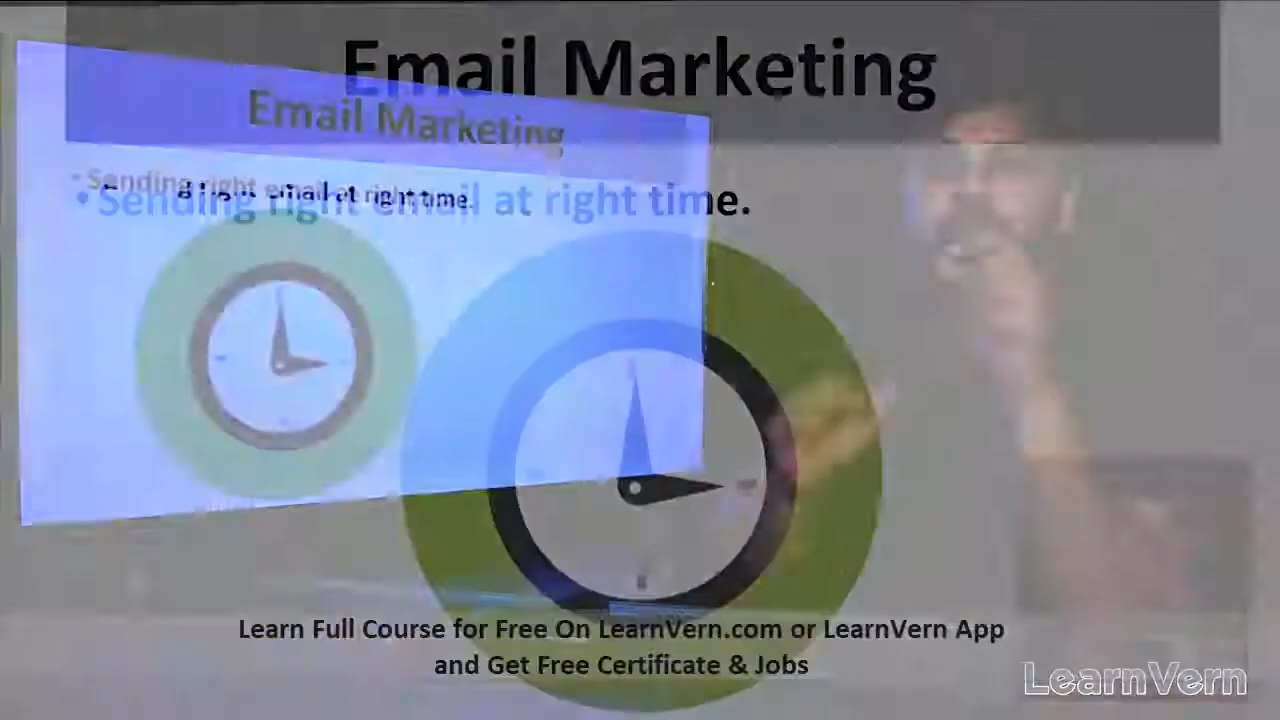 Email Marketing
Email Marketing
• Sending right email at right time.
• Sending right email at right time.
Learn Full Course for Free On LearnVern.com or LearnVern App
and Get Free Certificate & Jobs
LearnVern